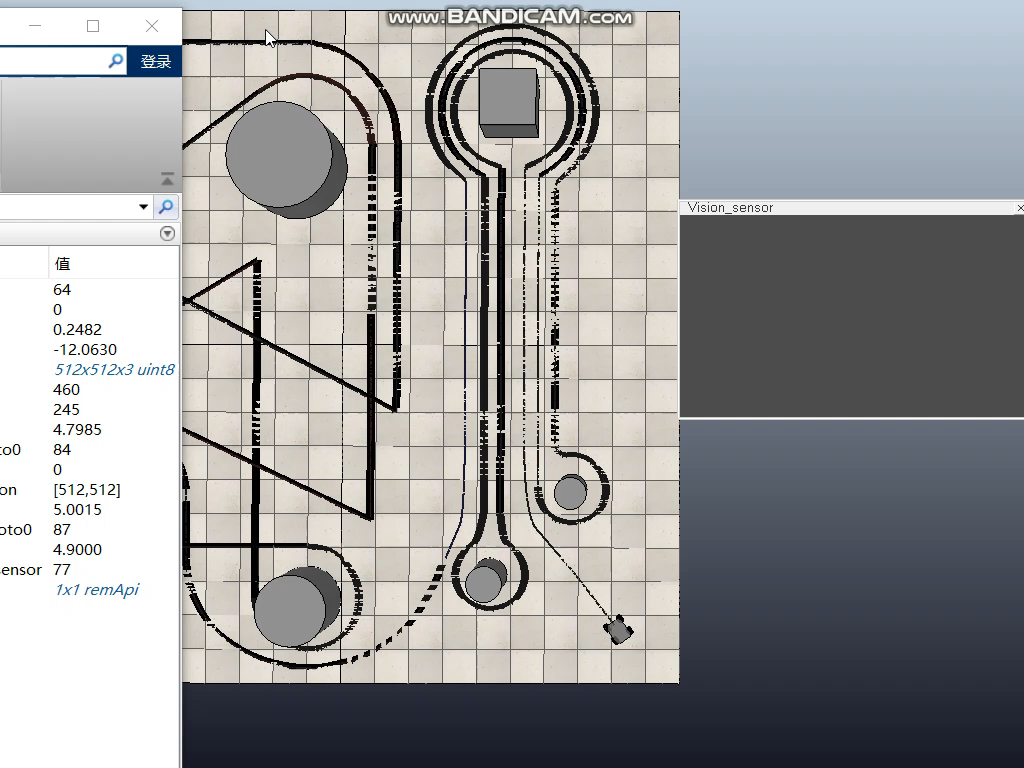 www.BANDICAM.com
登录
Vision_sensor
值
64
0
0.2482
-12.0630
512x512x3 uint8
460
245
4.7985
to0 84
0
on [512,512]
5.0015
oto0 87
4.9000
ensor 77
1x1 remApi